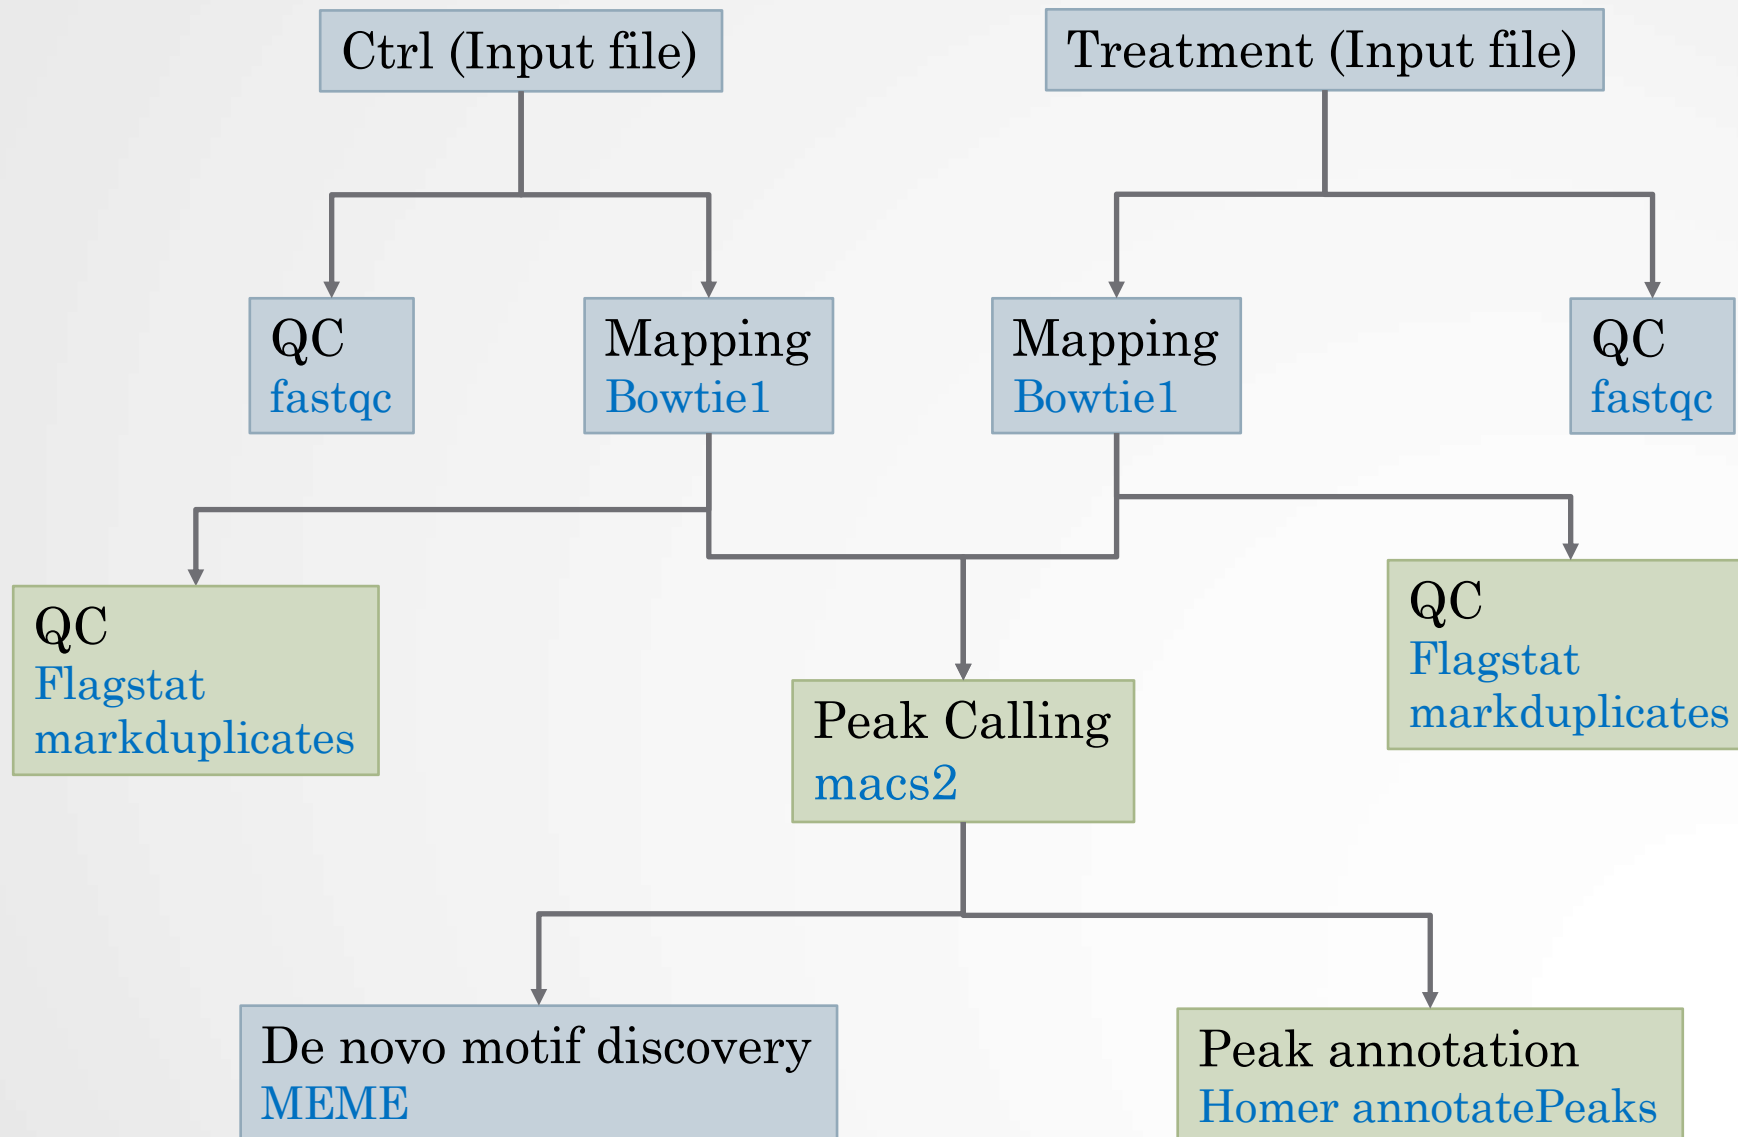 Ctrl (Input file)
Treatment (Input file)
QC
fastqc
Mapping
Bowtie1
Mapping
Bowtie1
QC
fastqc
QC
Flagstat
markduplicates
Peak Calling
macs2
QC
Flagstat
markduplicates
De novo motif discovery
MEME
Peak annotation
Homer annotatePeaks